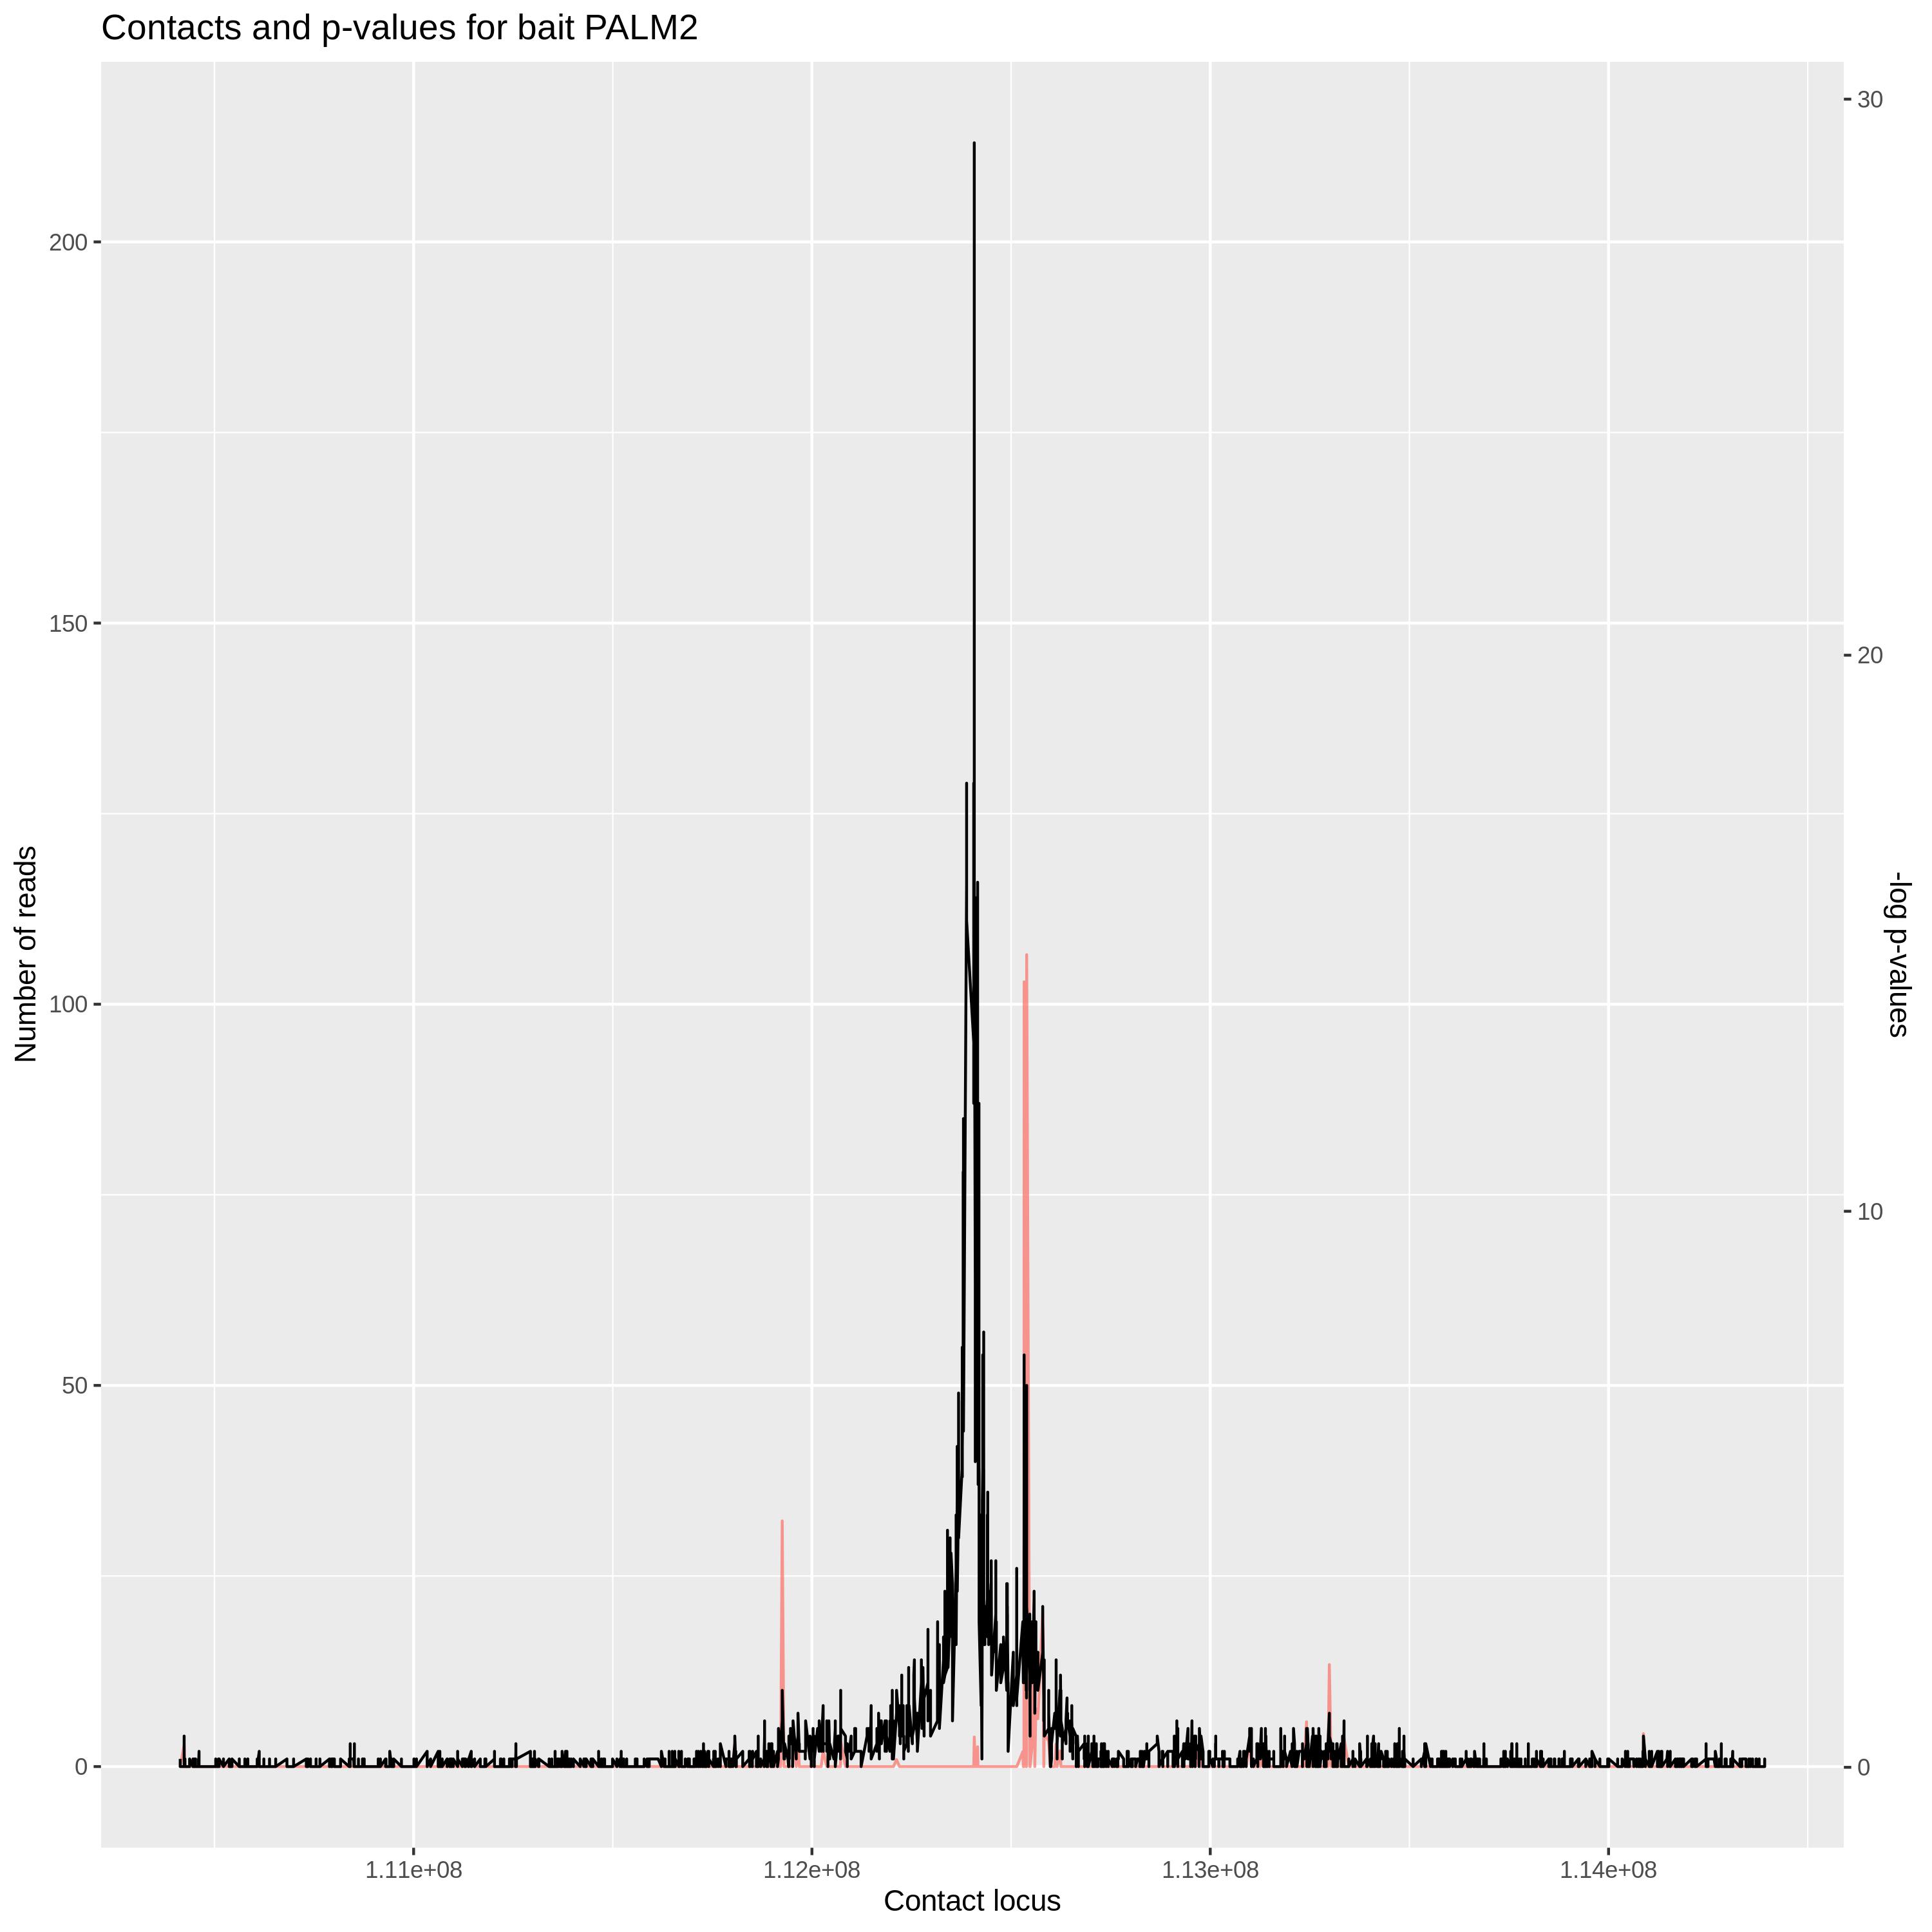 Contacts and p-values for bait PALM2
30
200
150
20
100
10
50
0
0
Number of reads
-log p-values
1.11e+08 1.12e+08 1.13e+08 1.14e+08
Contact locus